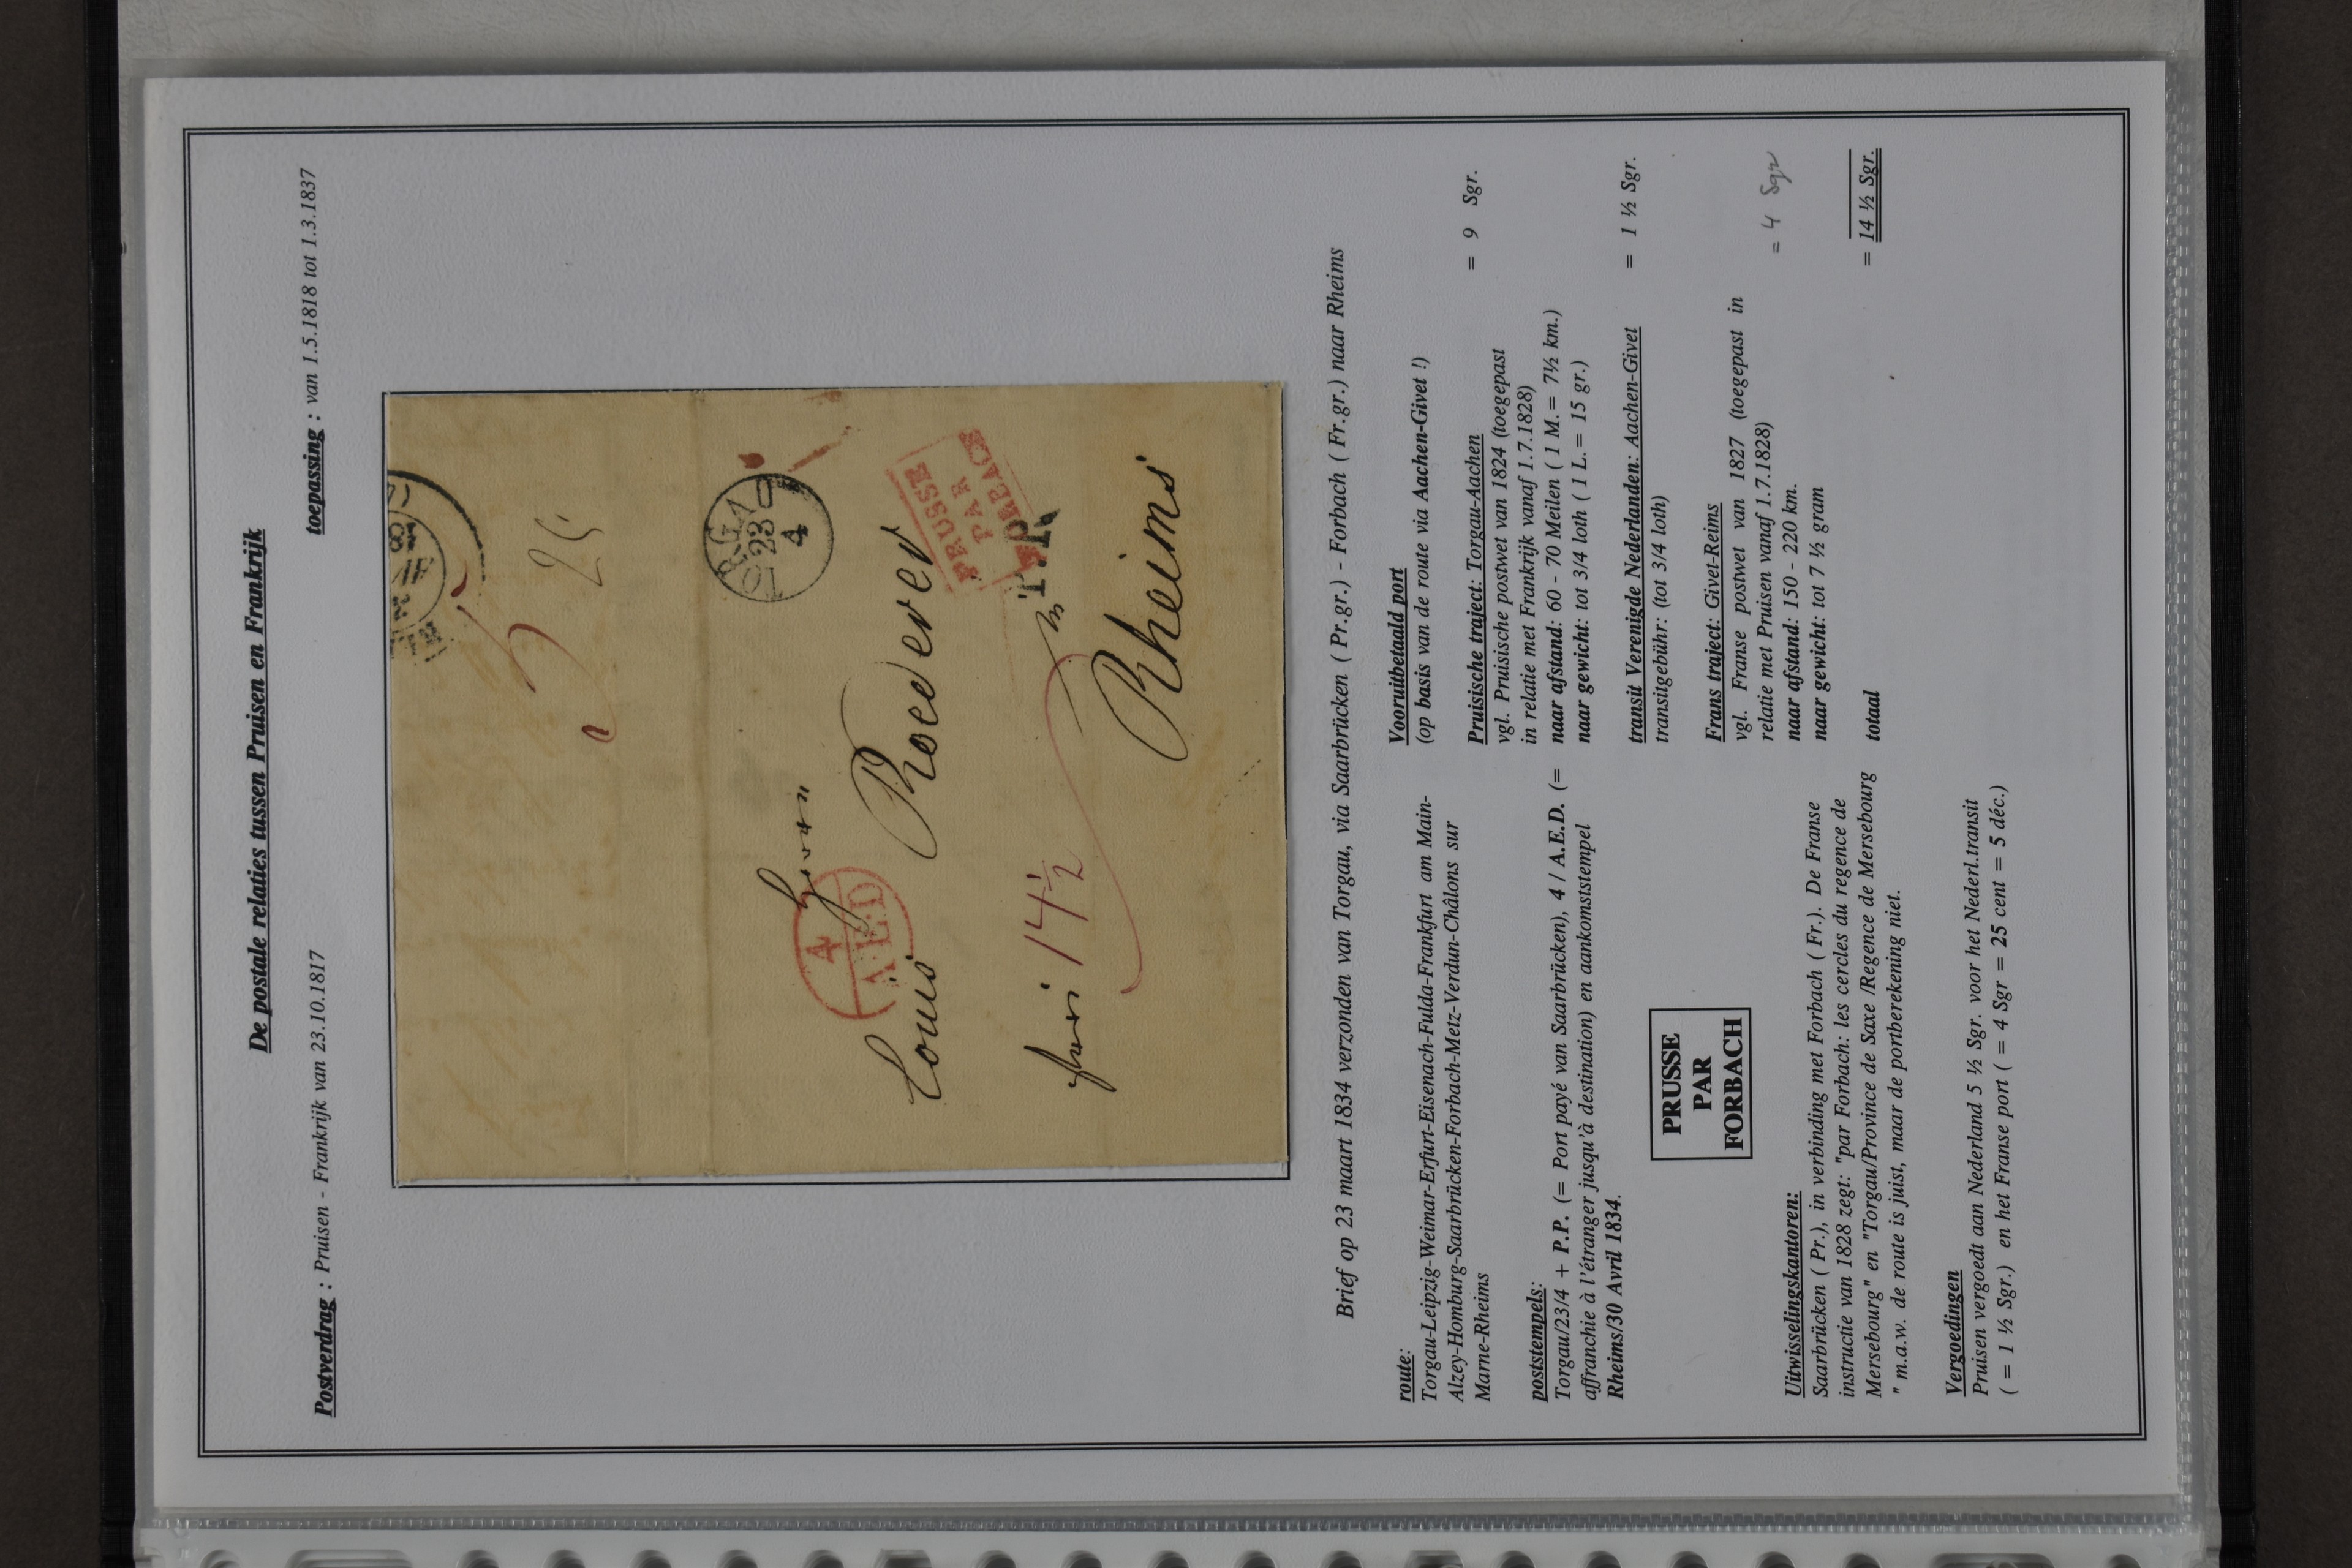 De postale relaties tussen Pruisen en Frankrijk
Postverdrag : Pruisen - Frankrijk van 23.10.1817
toepassing : van 1.5.1818 tot 1.3.1837
25
TORGAU
23
4
4
A.E.D
Herrn
Louis Roederer
PRUSSE
PAR
FORBACH
P.P.
franco 14½
Rheims
Brief op 23 maart 1834 verzonden van Torgau, via Saarbrücken ( Pr.gr.) - Forbach ( Fr.gr.) naar Rheims
route:
Torgau-Leipzig-Weimar-Erfurt-Eisenach-Fulda-Frankfurt am Main-
Alzey-Homburg-Saarbrücken-Forbach-Metz-Verdun-Châlons sur
Marne-Rheims
poststempels:
Torgau/23/4 + P.P. (= Port payé van Saarbrücken), 4 / A.E.D. (=
affranchie à l'étranger jusqu'à destination) en aankomststempel
Rheims/30 Avril 1834.
PRUSSE
PAR
FORBACH
Uitwisselingskantoren:
Saarbrücken ( Pr.), in verbinding met Forbach ( Fr.). De Franse
instructie van 1828 zegt: "par Forbach: les cercles du regence de
Mersebourg" en "Torgau/Province de Saxe /Regence de Mersebourg
" m.a.w. de route is juist, maar de portberekening niet.
Vergoedingen
Pruisen vergoedt aan Nederland 5 ½ Sgr. voor het Nederl.transit
( = 1 ½ Sgr.) en het Franse port ( = 4 Sgr = 25 cent = 5 déc.)
Vooruitbetaald port
(op basis van de route via Aachen-Givet !)
Pruisische traject: Torgau-Aachen
vgl. Pruisische postwet van 1824 (toegepast
in relatie met Frankrijk vanaf 1.7.1828)
naar afstand: 60 - 70 Meilen ( 1 M.= 7½ km.)
naar gewicht: tot 3/4 loth ( 1 L.= 15 gr.)
= 9 Sgr.
transit Verenigde Nederlanden: Aachen-Givet
transitgebühr: (tot 3/4 loth)
= 1 ½ Sgr.
Frans traject: Givet-Reims
vgl. Franse postwet van 1827 (toegepast in
relatie met Pruisen vanaf 1.7.1828)
naar afstand: 150 - 220 km.
naar gewicht: tot 7 ½ gram
= 4 Sgr
totaal = 14 ½ Sgr.